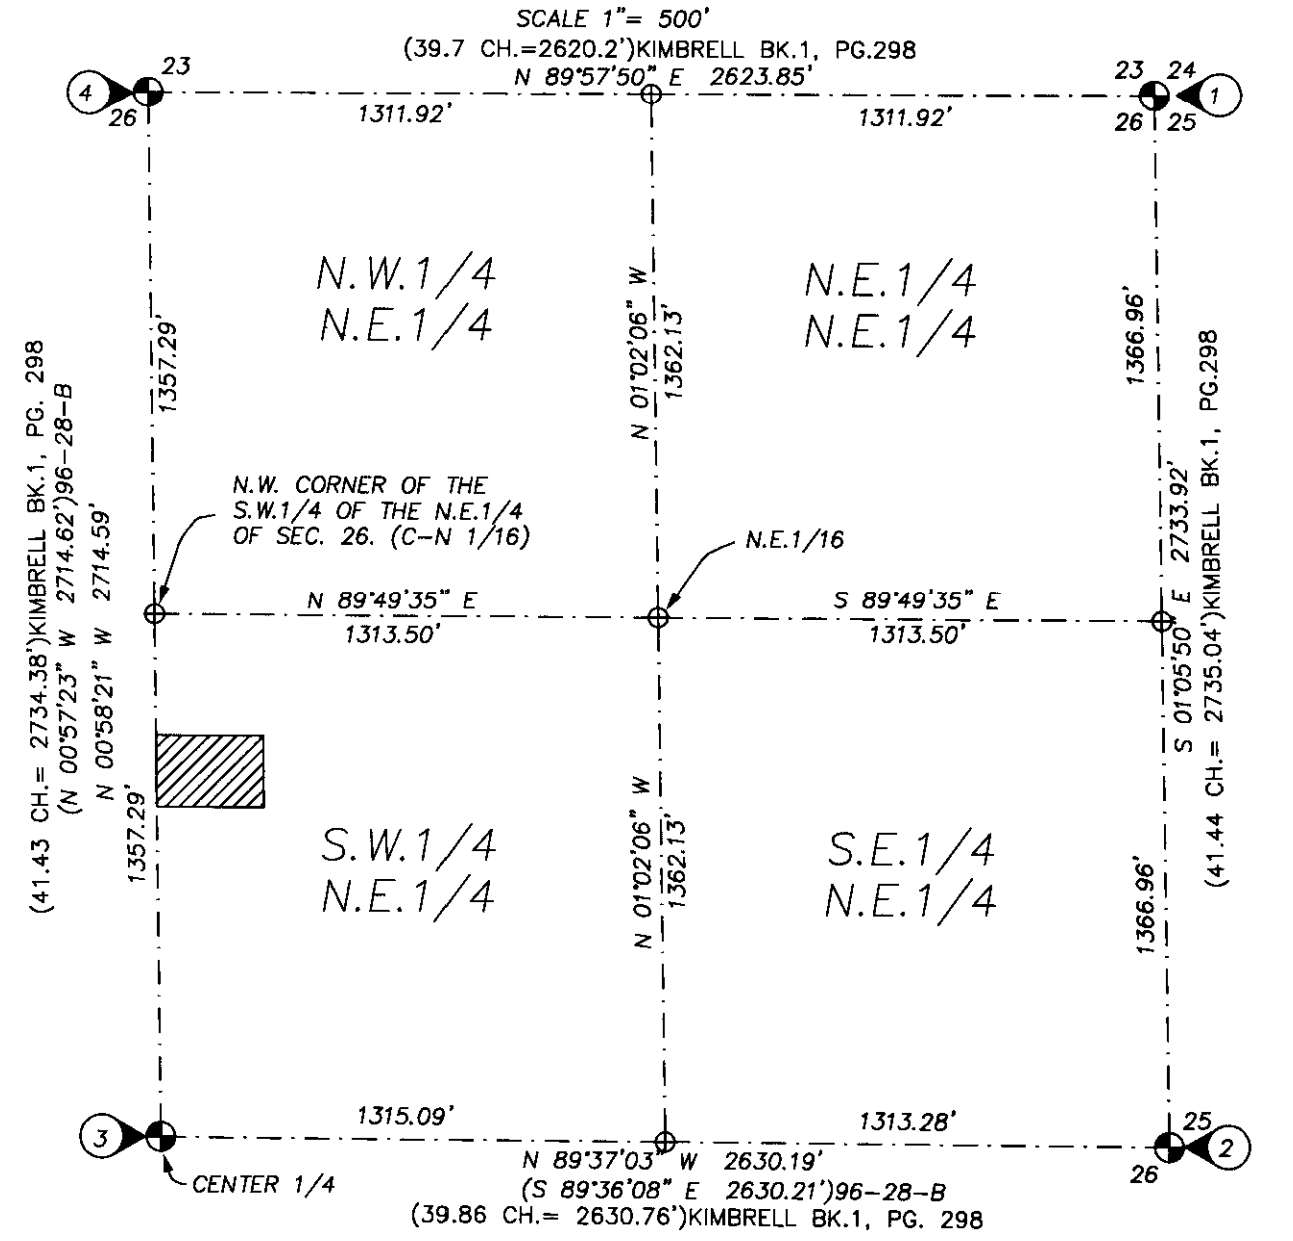 SCALE 1"= 500'
(39.7 CH.=2620.2')KIMBRELL BK.1, PG.298
N 89°57'50" E 2623.85'
4
23
26
1311.92'
1311.92'
23 24
26 25
1
N.W.1/4
N.E.1/4
N.E.1/4
N.E.1/4
1357.29'
N 01°02'06" W
1362.13'
1366.96'
(41.43 CH.= 2734.38')KIMBRELL BK.1, PG. 298
(N 00°57'23" W 2714.62')96-28-B
N 00°58'21" W 2714.59'
S 01°05'50" E 2733.92'
(41.44 CH.= 2735.04')KIMBRELL BK.1, PG.298
N.W. CORNER OF THE
S.W.1/4 OF THE N.E.1/4
OF SEC. 26. (C-N 1/16)
N.E.1/16
N 89°49'35" E
1313.50'
S 89°49'35" E
1313.50'
1357.29'
S.W.1/4
N.E.1/4
N 01°02'06" W
1362.13'
S.E.1/4
N.E.1/4
1366.96'
3
CENTER 1/4
1315.09'
1313.28'
25
26
2
N 89°37'03" W 2630.19'
(S 89°36'08" E 2630.21')96-28-B
(39.86 CH.= 2630.76')KIMBRELL BK.1, PG. 298